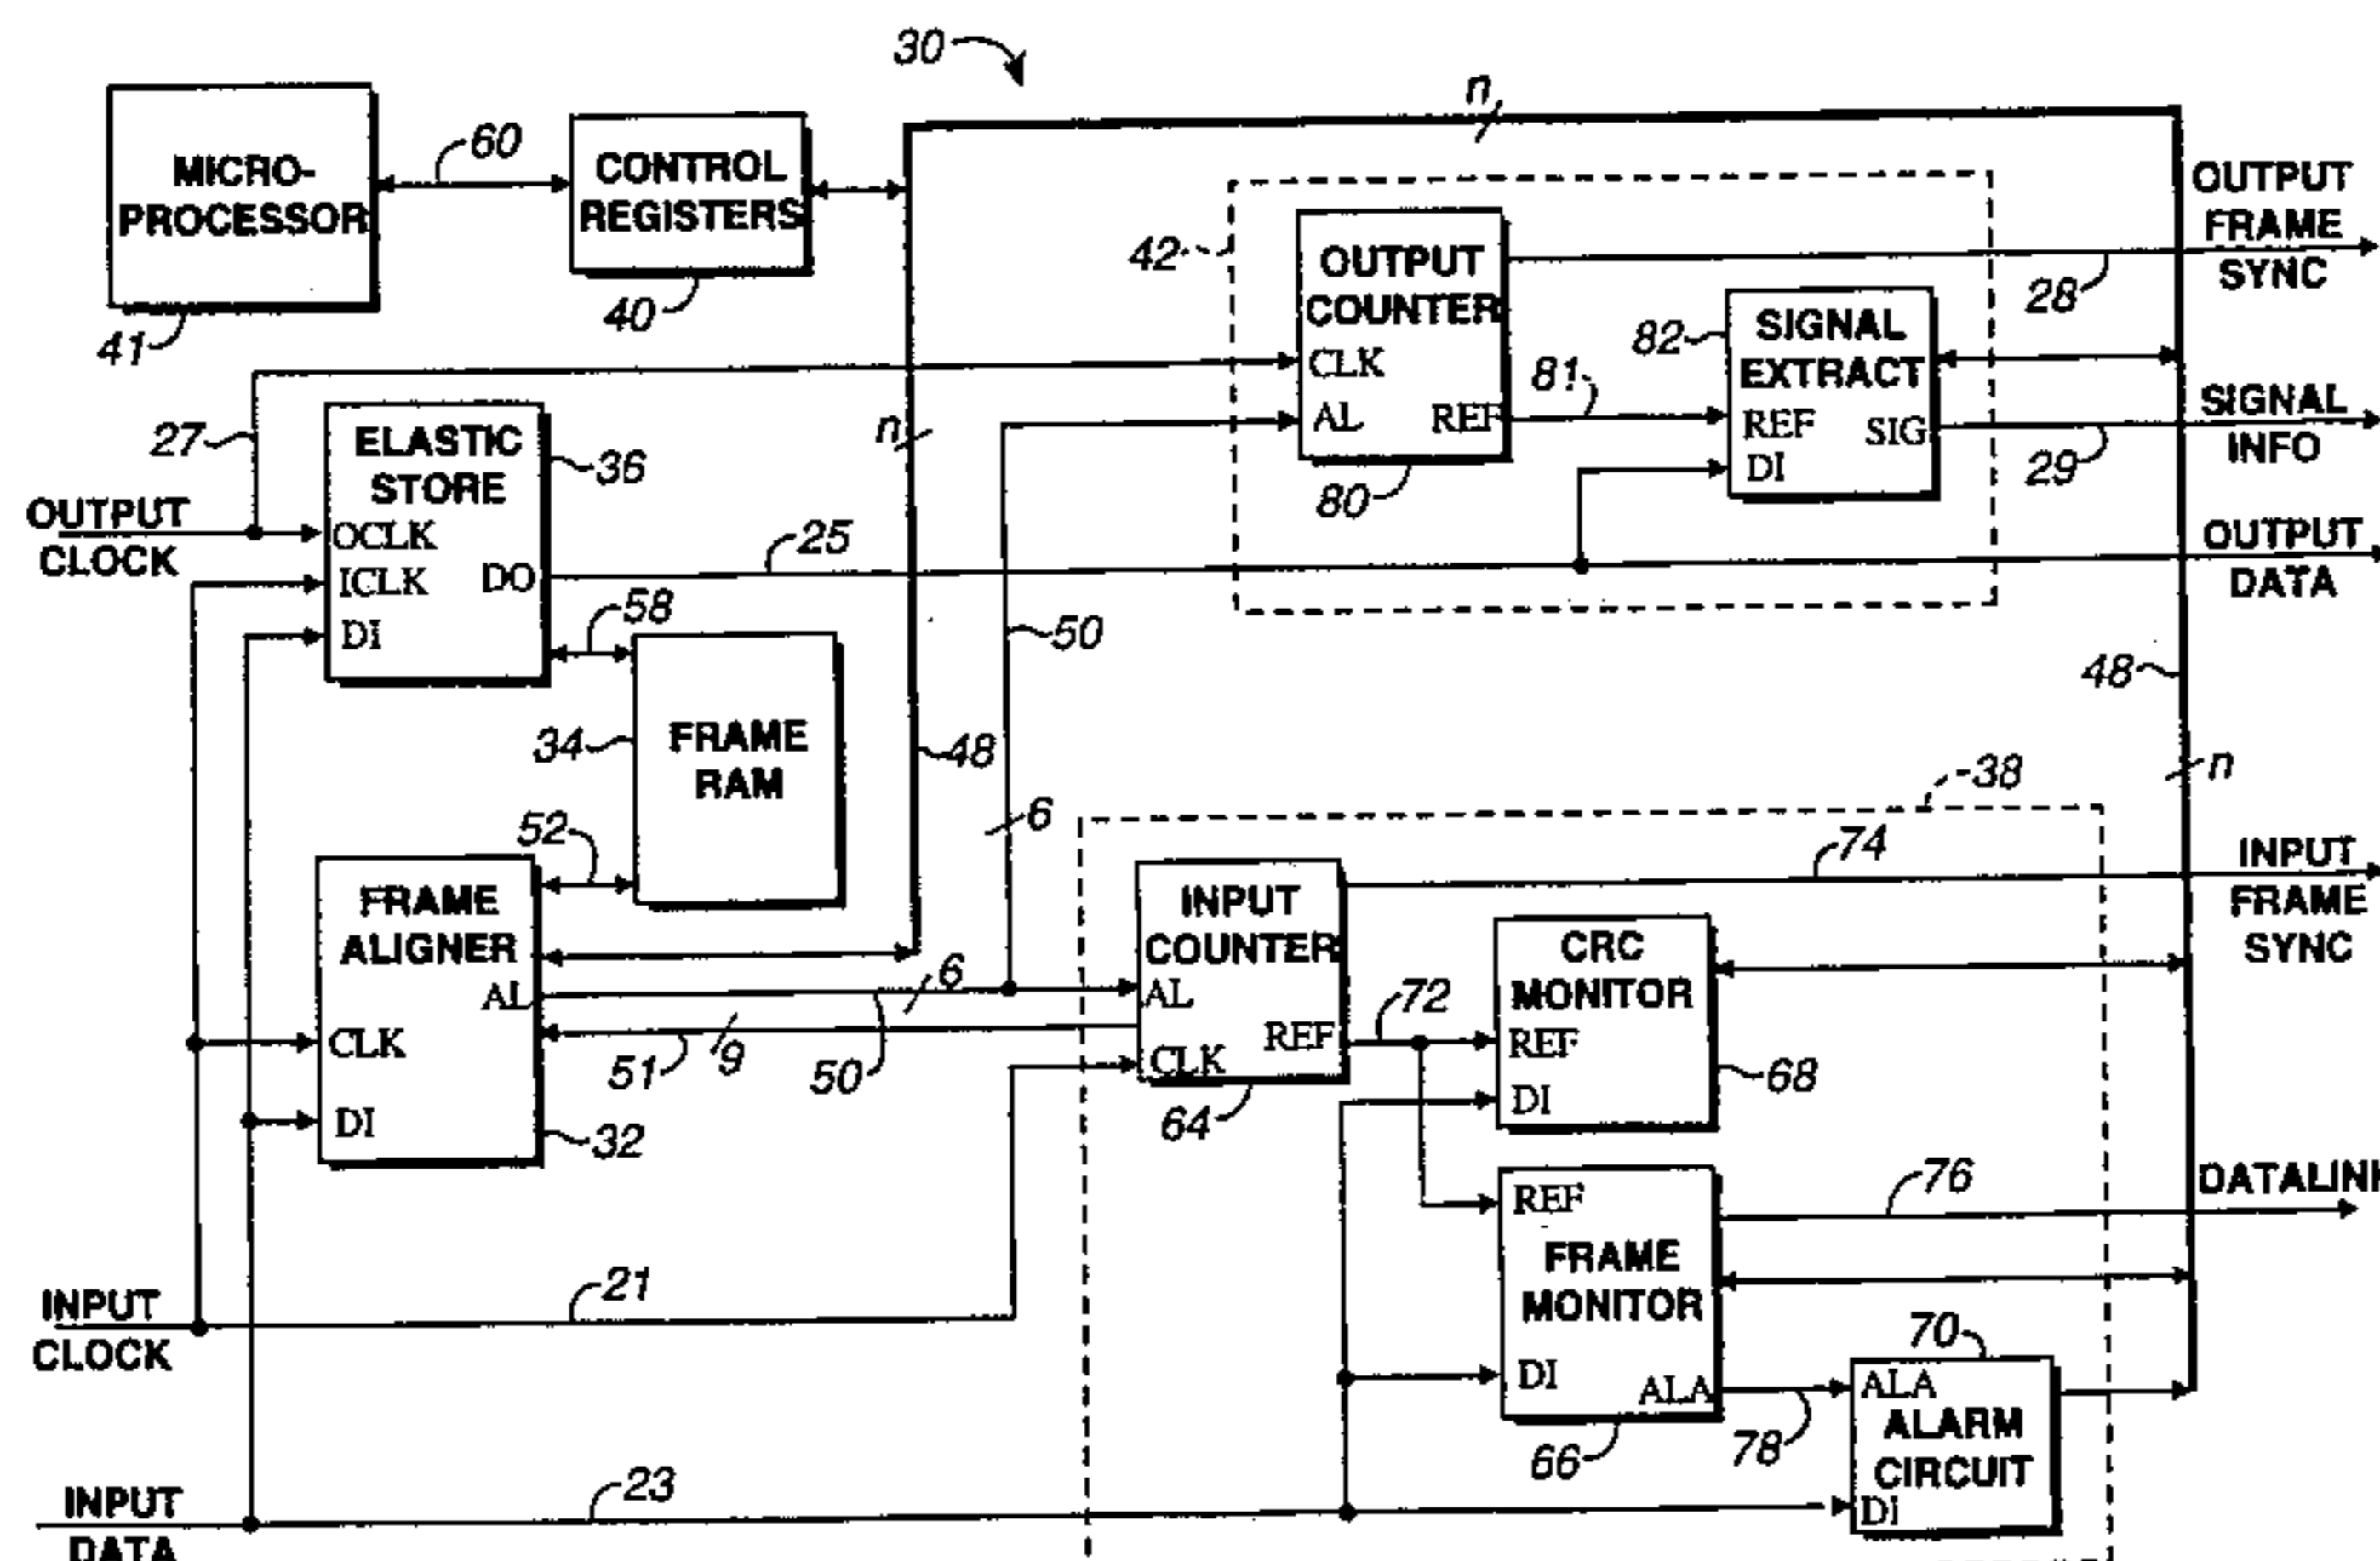 30
n
MICRO-
PROCESSOR
60
CONTROL
REGISTERS
41
40
42
OUTPUT
COUNTER
CLK
AL
REF
80
81
82
SIGNAL
EXTRACT
REF
SIG
DI
OUTPUT
FRAME
SYNC
28
SIGNAL
INFO
29
OUTPUT
DATA
27
ELASTIC
STORE
36
OUTPUT
CLOCK
OCLK
ICLK
DO
DI
25
n
58
50
48
34
FRAME
RAM
48
n
38
52
6
FRAME
ALIGNER
AL
CLK
DI
32
6
51
9
50
INPUT
COUNTER
AL
REF
CLK
64
74
INPUT
FRAME
SYNC
72
CRC
MONITOR
REF
DI
68
76
DATALINK
REF
FRAME
MONITOR
DI
ALA
66
78
70
ALA
ALARM
CIRCUIT
DI
INPUT
CLOCK
21
INPUT
DATA
23